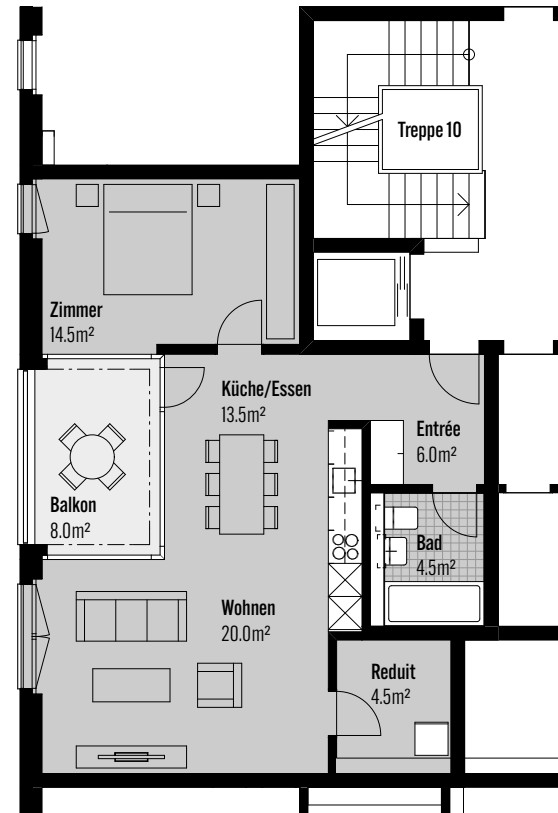 Treppe 10
Zimmer
14.5m²
Küche/Essen
13.5m²
Entrée
6.0m²
Balkon
8.0m²
Bad
4.5m²
Wohnen
20.0m²
Reduit
4.5m²